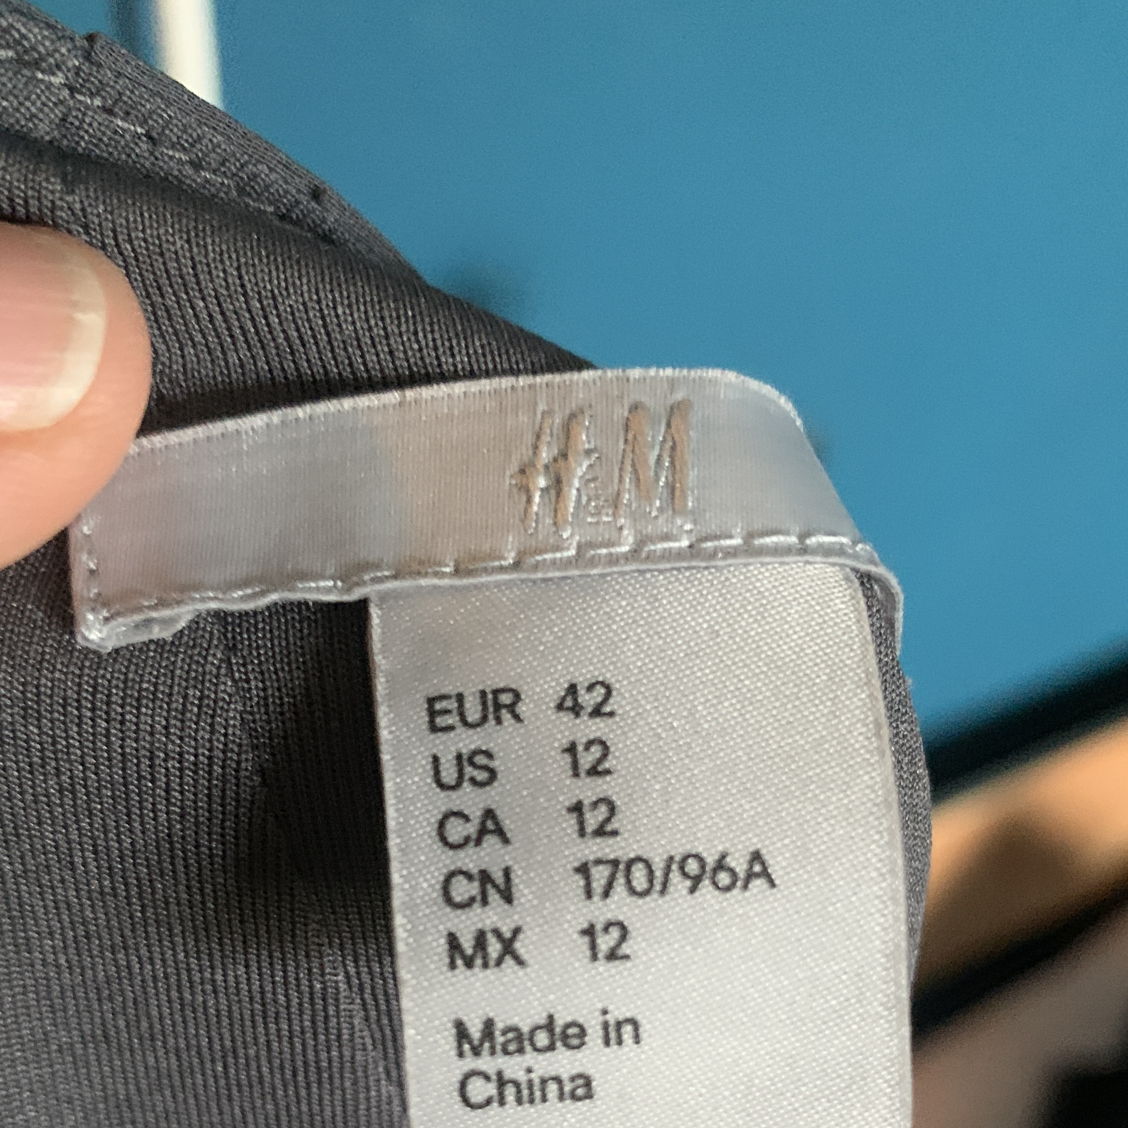 H&M
EUR 42
US 12
CA 12
CN 170/96A
MX 12
Made in
China